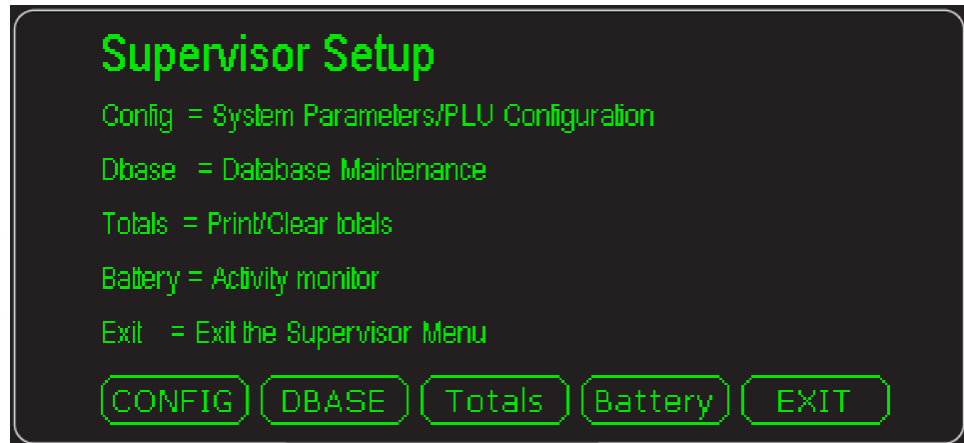 Supervisor Setup
Config = System Parameters/PLU Configuration
Dbase = Database Maintenance
Totals = Print/Clear totals
Battery = Activity monitor
Exit = Exit the Supervisor Menu
CONFIG DBASE Totals Battery EXIT